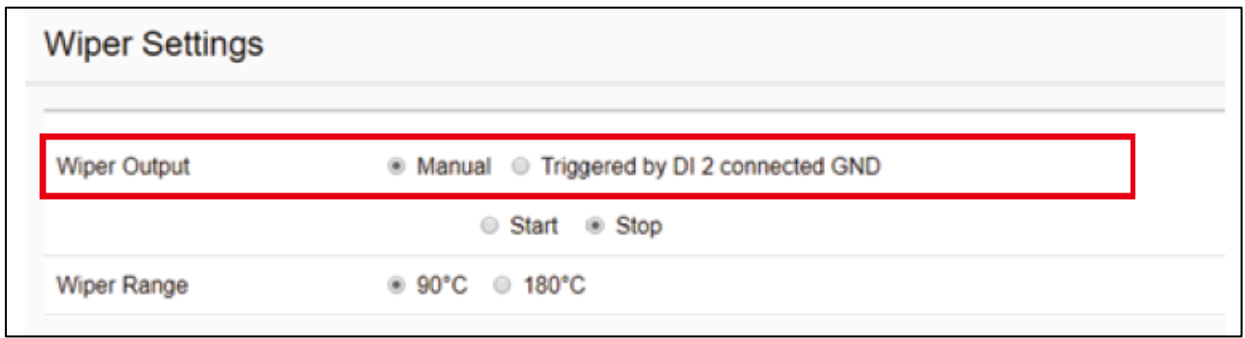 Wiper Settings
Wiper Output Manual Triggered by DI 2 connected GND
Start Stop
Wiper Range 90°C 180°C